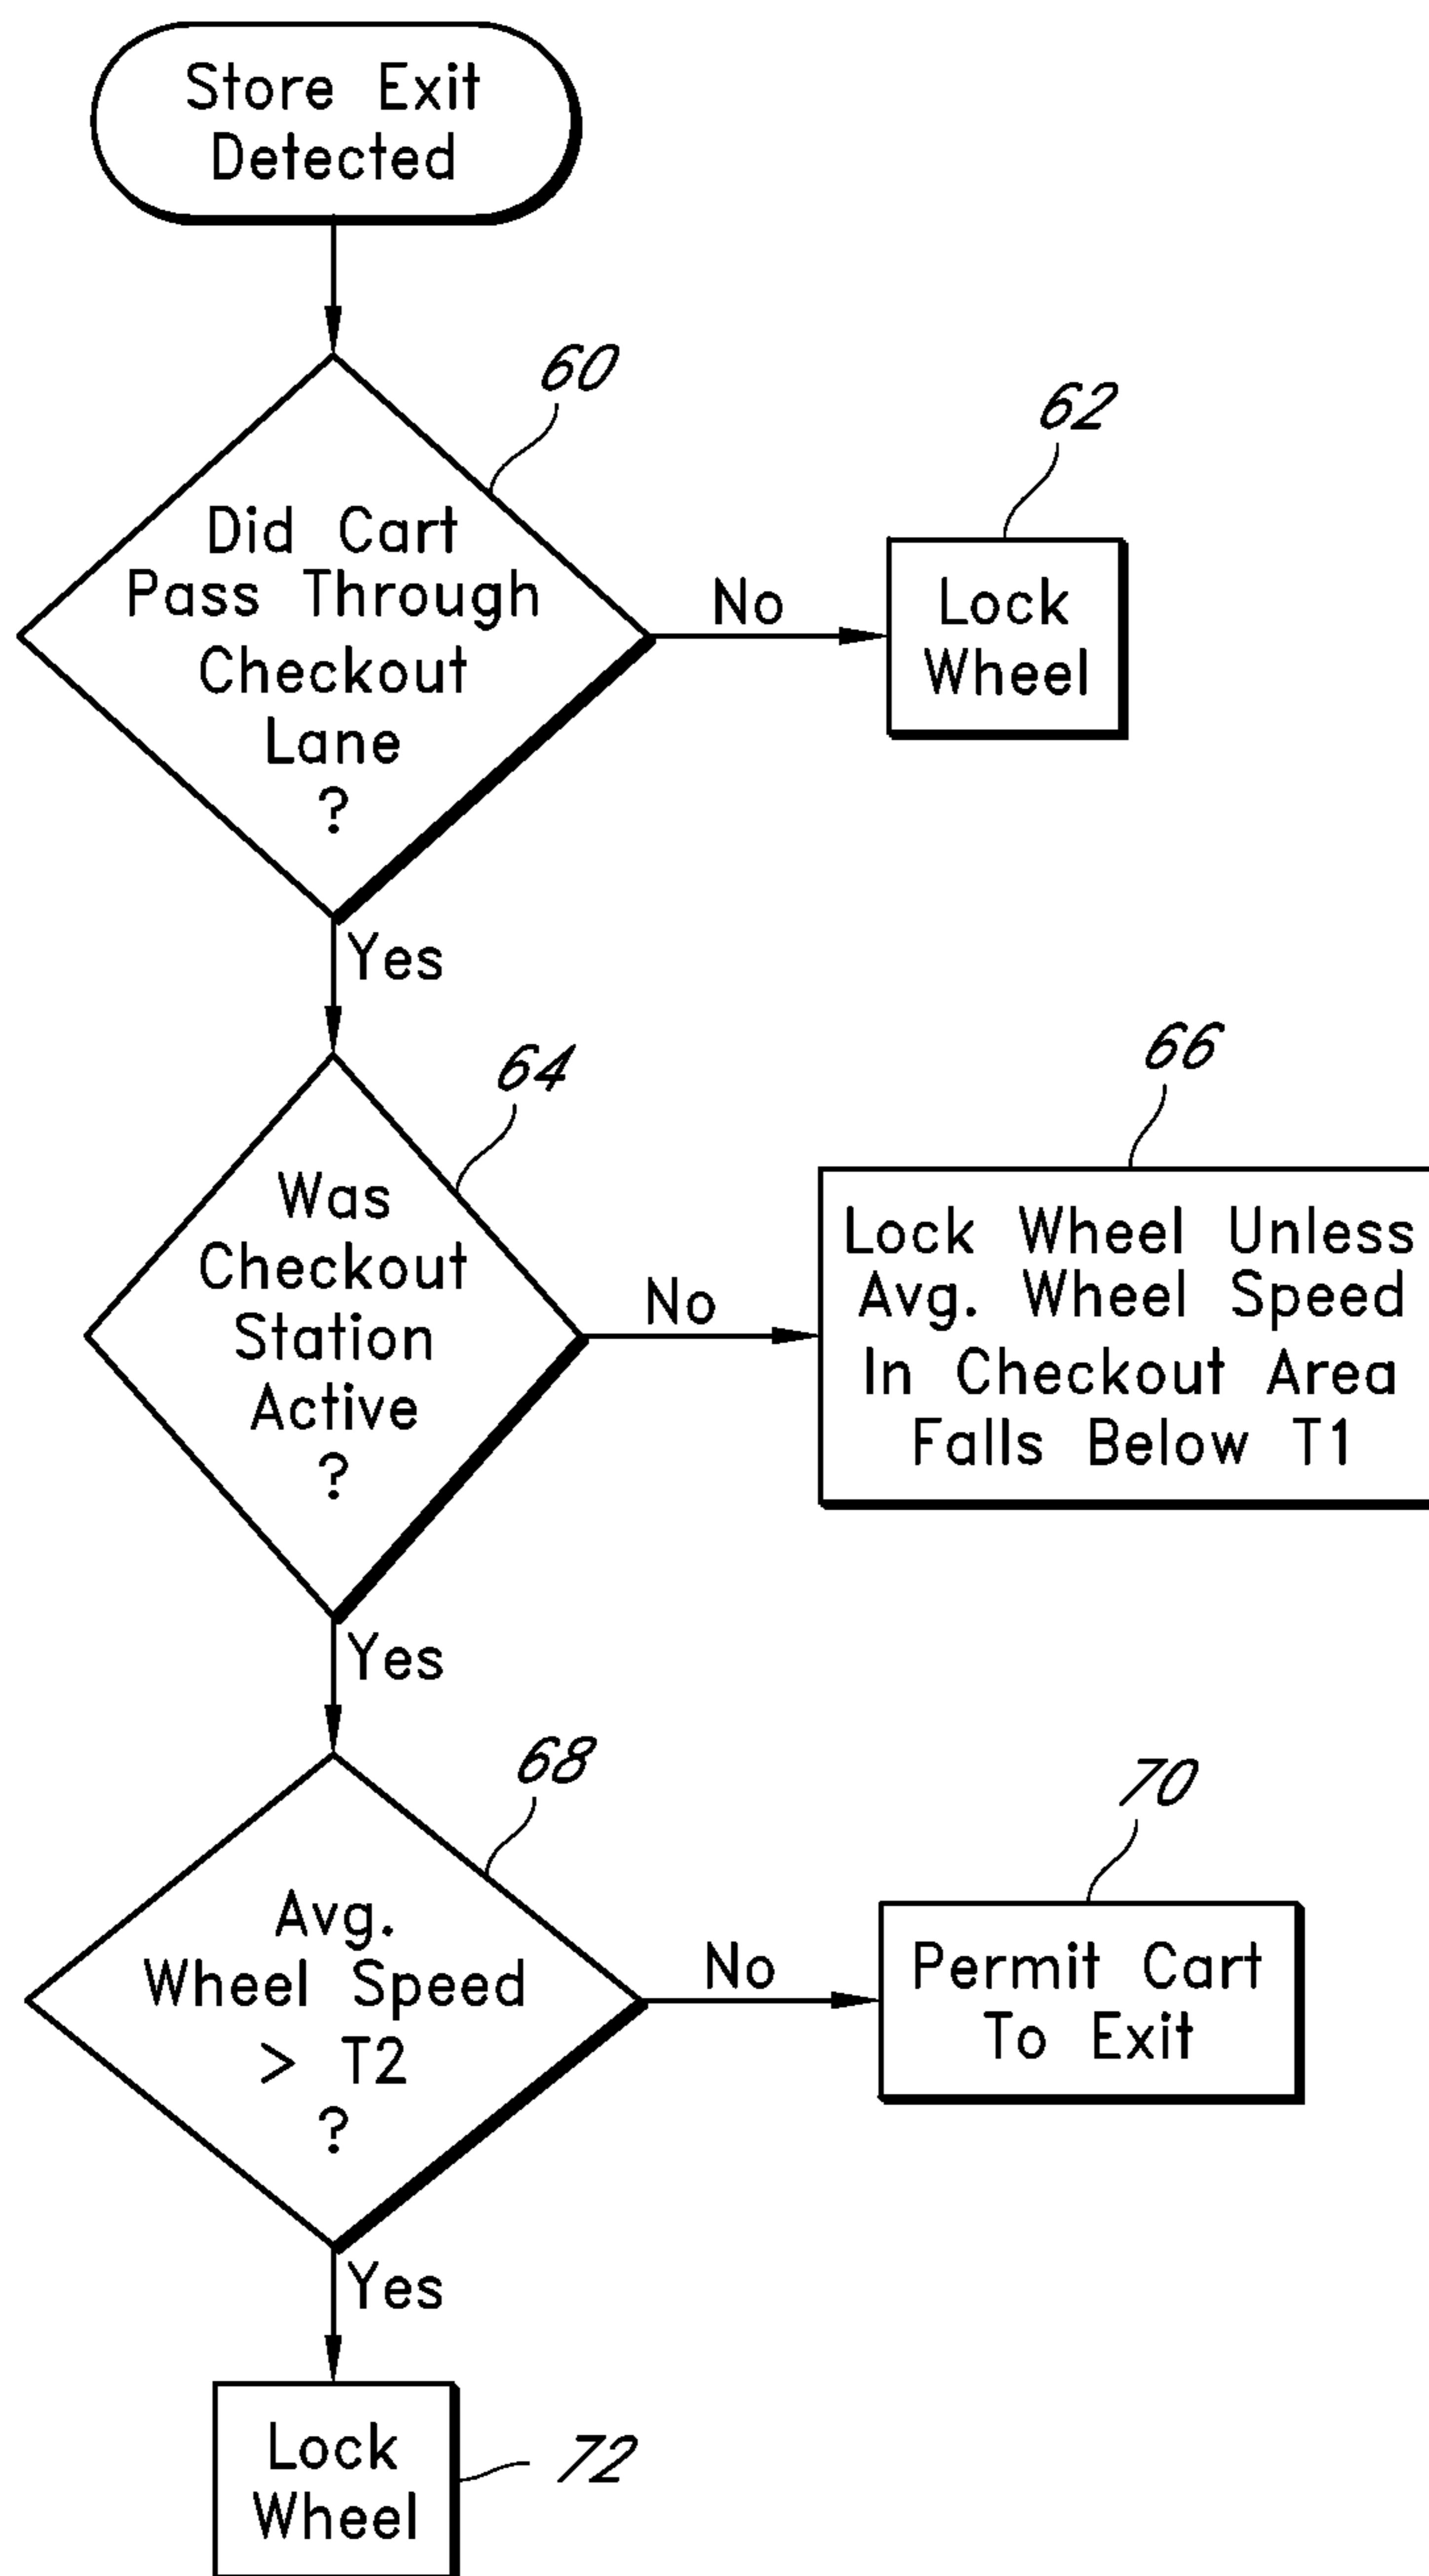 Store Exit
Detected
60
Did Cart
Pass Through
Checkout
Lane
?
No
62
Lock
Wheel
Yes
64
Was
Checkout
Station
Active
?
No
66
Lock Wheel Unless
Avg. Wheel Speed
In Checkout Area
Falls Below T1
Yes
68
Avg.
Wheel Speed
> T2
?
No
70
Permit Cart
To Exit
Yes
Lock
Wheel
72